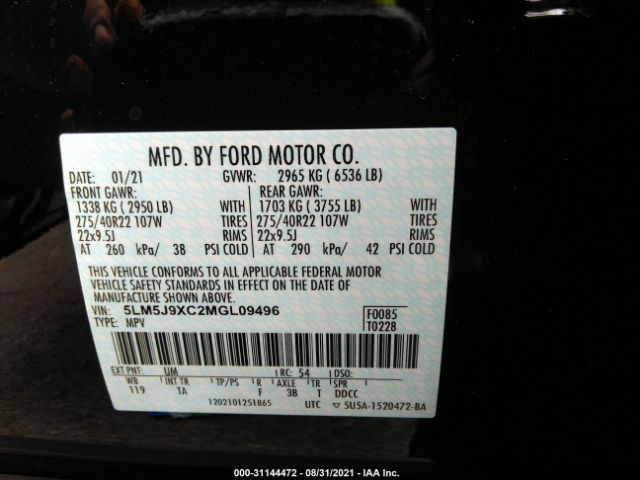 MFD. BY FORD MOTOR CO.
DATE: 01/21 GVWR: 2965 KG ( 6536 LB)
FRONT GAWR: REAR GAWR:
1338 KG ( 2950 LB) WITH 1703 KG ( 3755 LB) WITH
275/40R22 107W TIRES 275/40R22 107W TIRES
22x9.5J RIMS 22x9.5J RIMS
AT 260 kPa/ 38 PSI COLD AT 290 kPa/ 42 PSI COLD
THIS VEHICLE CONFORMS TO ALL APPLICABLE FEDERAL MOTOR
VEHICLE SAFETY STANDARDS IN EFFECT ON THE DATE OF
MANUFACTURE SHOWN ABOVE.
VIN: 5LM5J9XC2MGL09496 F0085
TYPE: MPV T0228
EXT PNT: UM RC: 54 DSO:
WB INT TR TP/PS R AXLE TR SPR
119 TA F 3B T DDCC
1202101251865 UTC ▽ 5U5A-1520472-BA
000-31144472 - 08/31/2021 - IAA Inc.